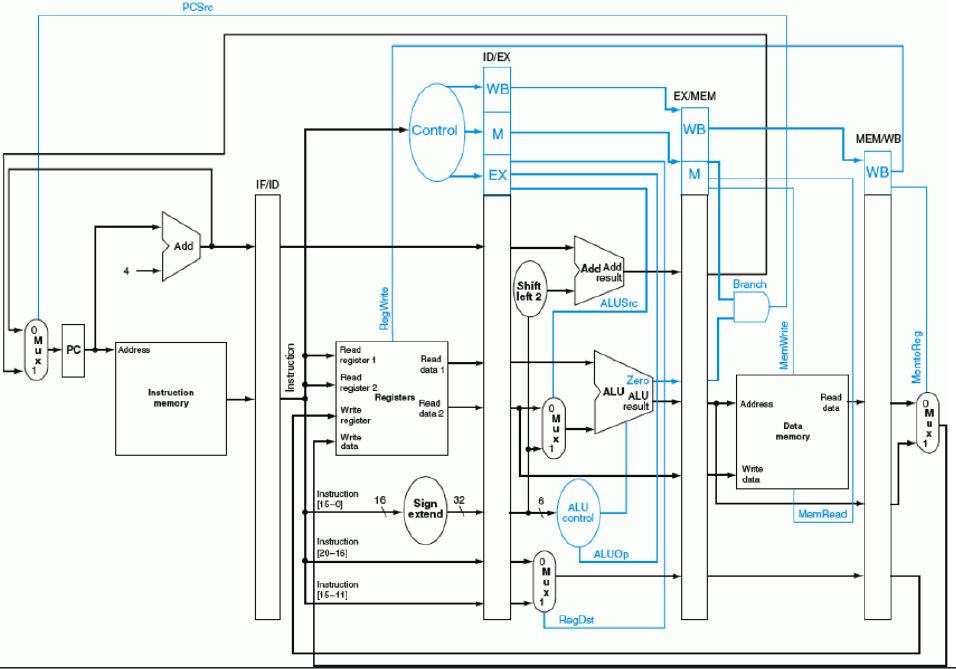 PCSrc
ID/EX
WB
EX/MEM
Control
M
WB
MEM/WB
IF/ID
EX
M
WB
Add
4
Add Add
result
Shift
left 2
ALUSrc
Branch
RegWrite
0
M
u
x
1
PC
Address
Instruction
memory
Instruction
Read
register 1
Read
register 2
Write
register
Write
data
Registers
Read
data 1
Read
data 2
Zero
ALU
ALU
result
0
M
u
x
1
MemWrite
Address
Read
data
Data
memory
Write
data
MemtoReg
0
M
u
x
1
Instruction
[15–0]
16
Sign
extend
32
6
ALU
control
MemRead
Instruction
[20–16]
ALUOp
0
M
u
x
1
Instruction
[15–11]
RegDst